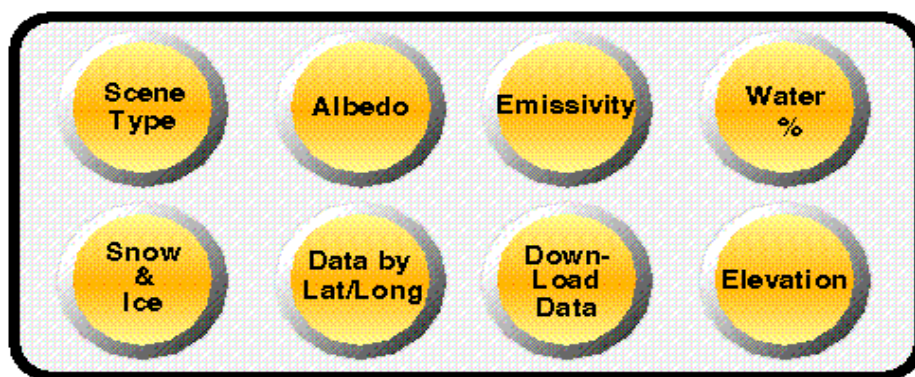 Scene
Type
Albedo
Emissivity
Water
%
Snow
&
Ice
Data by
Lat/Long
Down-
Load
Data
Elevation